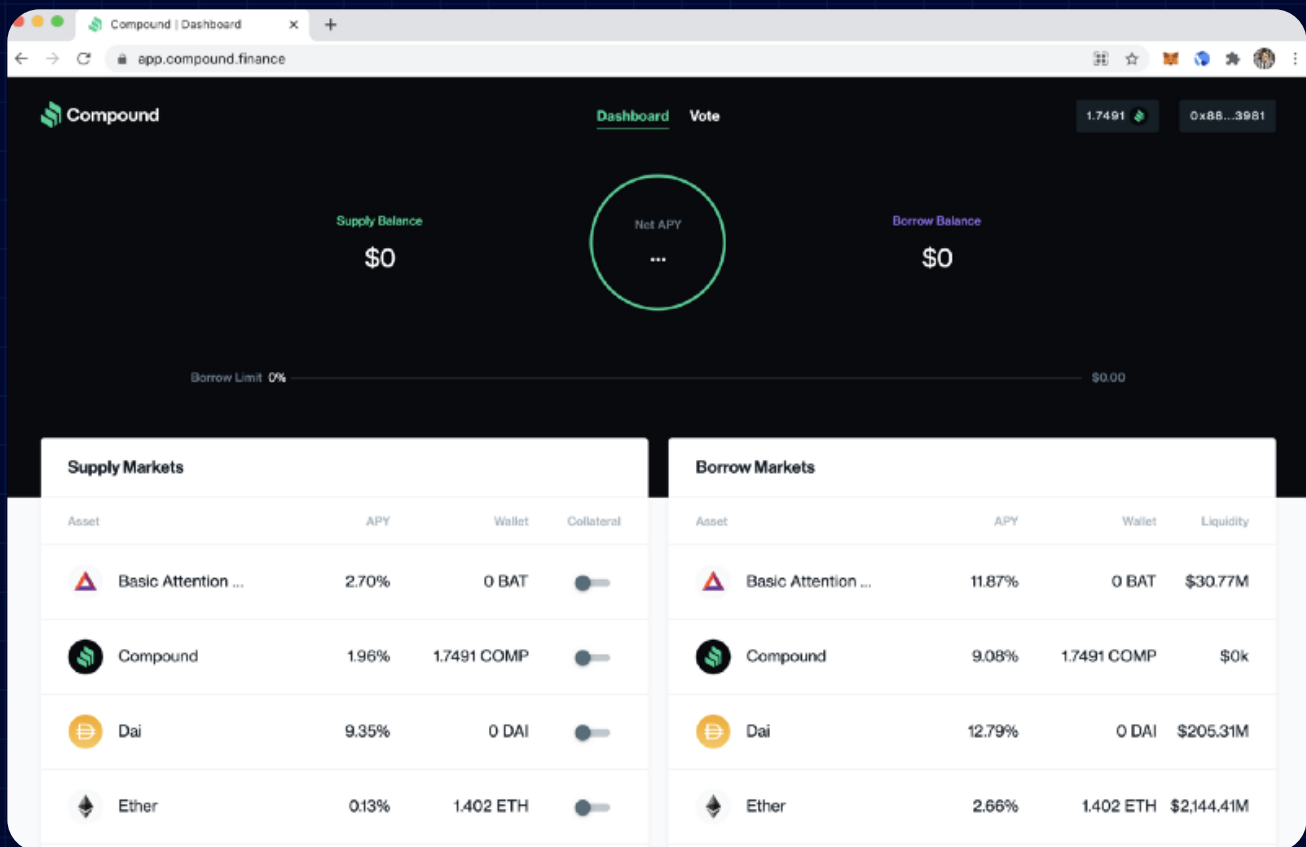 Compound | Dashboard
app.compound.finance
Compound
Dashboard Vote
1.7491
0x88...3981
Supply Balance
$0
Net APY
...
Borrow Balance
$0
Borrow Limit 0%
$0.00
Supply Markets
Asset APY Wallet Collateral
Basic Attention ... 2.70% 0 BAT
Compound 1.96% 1.7491 COMP
Dai 9.35% 0 DAI
Ether 0.13% 1.402 ETH
Borrow Markets
Asset APY Wallet Liquidity
Basic Attention ... 11.87% 0 BAT $30.77M
Compound 9.08% 1.7491 COMP $0k
Dai 12.79% 0 DAI $205.31M
Ether 2.66% 1.402 ETH $2,144.41M